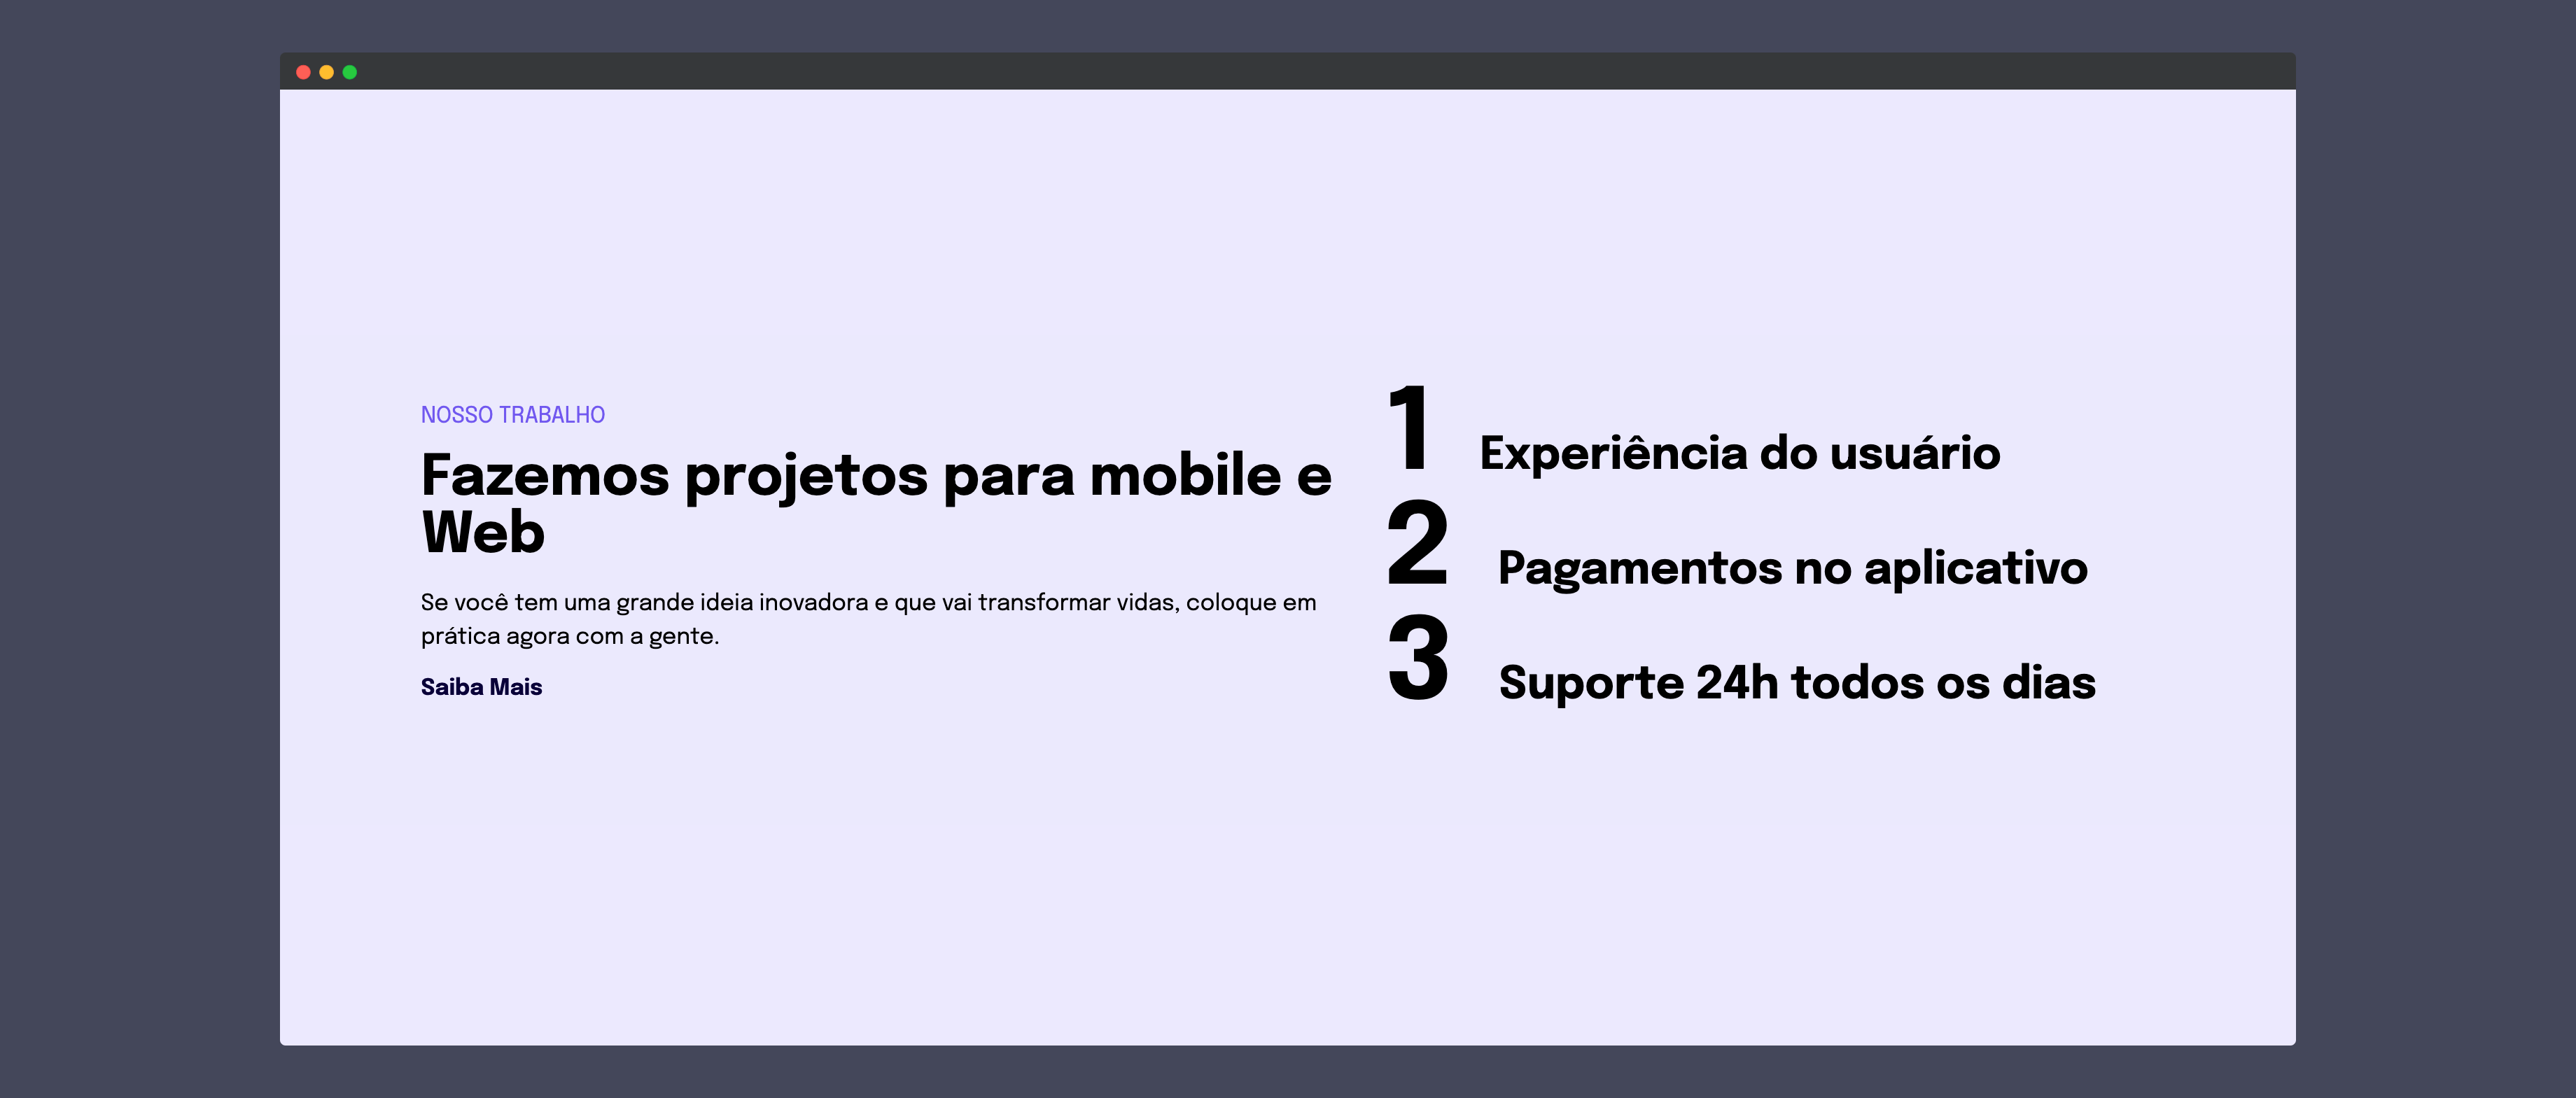 NOSSO TRABALHO
Fazemos projetos para mobile e
Web
Se você tem uma grande ideia inovadora e que vai transformar vidas, coloque em
prática agora com a gente.
Saiba Mais
1 Experiência do usuário
2 Pagamentos no aplicativo
3 Suporte 24h todos os dias